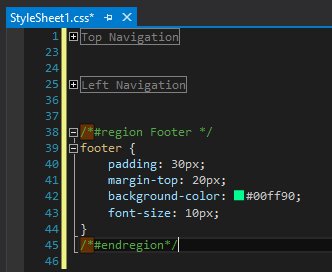 StyleSheet1.css*
1 Top Navigation
23
24
25 Left Navigation
36
37
38 /*#region Footer */
39 footer {
40 padding: 30px;
41 margin-top: 20px;
42 background-color: #00ff90;
43 font-size: 10px;
44 }
45 /*#endregion*/
46